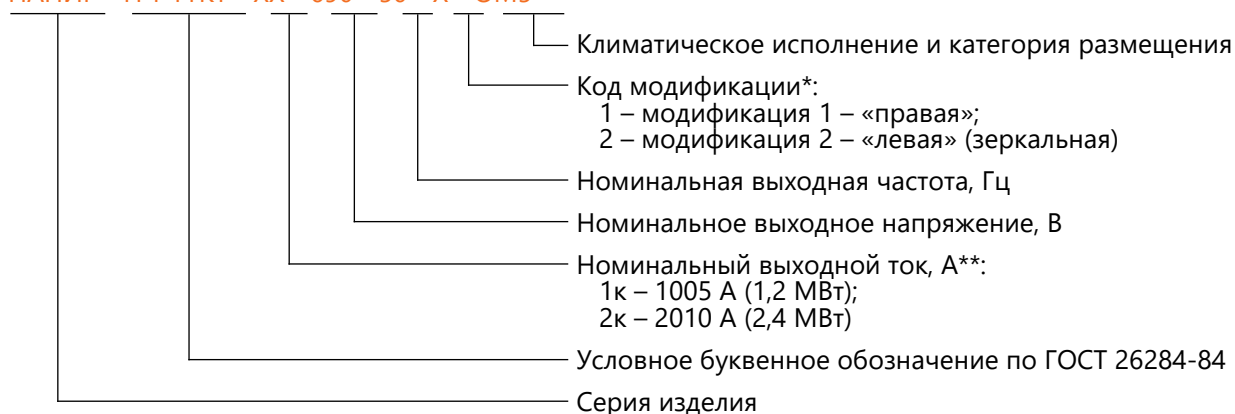 Климатическое исполнение и категория размещения
Код модификации*:
1 – модификация 1 – «правая»;
2 – модификация 2 – «левая» (зеркальная)
Номинальная выходная частота, Гц
Номинальное выходное напряжение, В
Номинальный выходной ток, А**:
1к – 1005 А (1,2 МВт);
2к – 2010 А (2,4 МВт)
Условное буквенное обозначение по ГОСТ 26284-84
Серия изделия